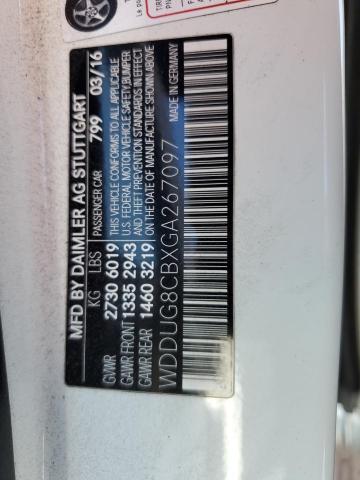 MFD BY DAIMLER AG STUTTGART
KG LBS PASSENGER CAR 799 03/16
GVWR 2730 6019 THIS VEHICLE CONFORMS TO ALL APPLICABLE
GAWR FRONT 1335 2943 U.S. FEDERAL MOTOR VEHICLE SAFETY BUMPER
GAWR REAR 1460 3219 AND THEFT PREVENTION STANDARDS IN EFFECT
ON DATE OF MANUFACTURE SHOWN ABOVE
WDDUG8CBXGA267097 MADE IN GERMANY